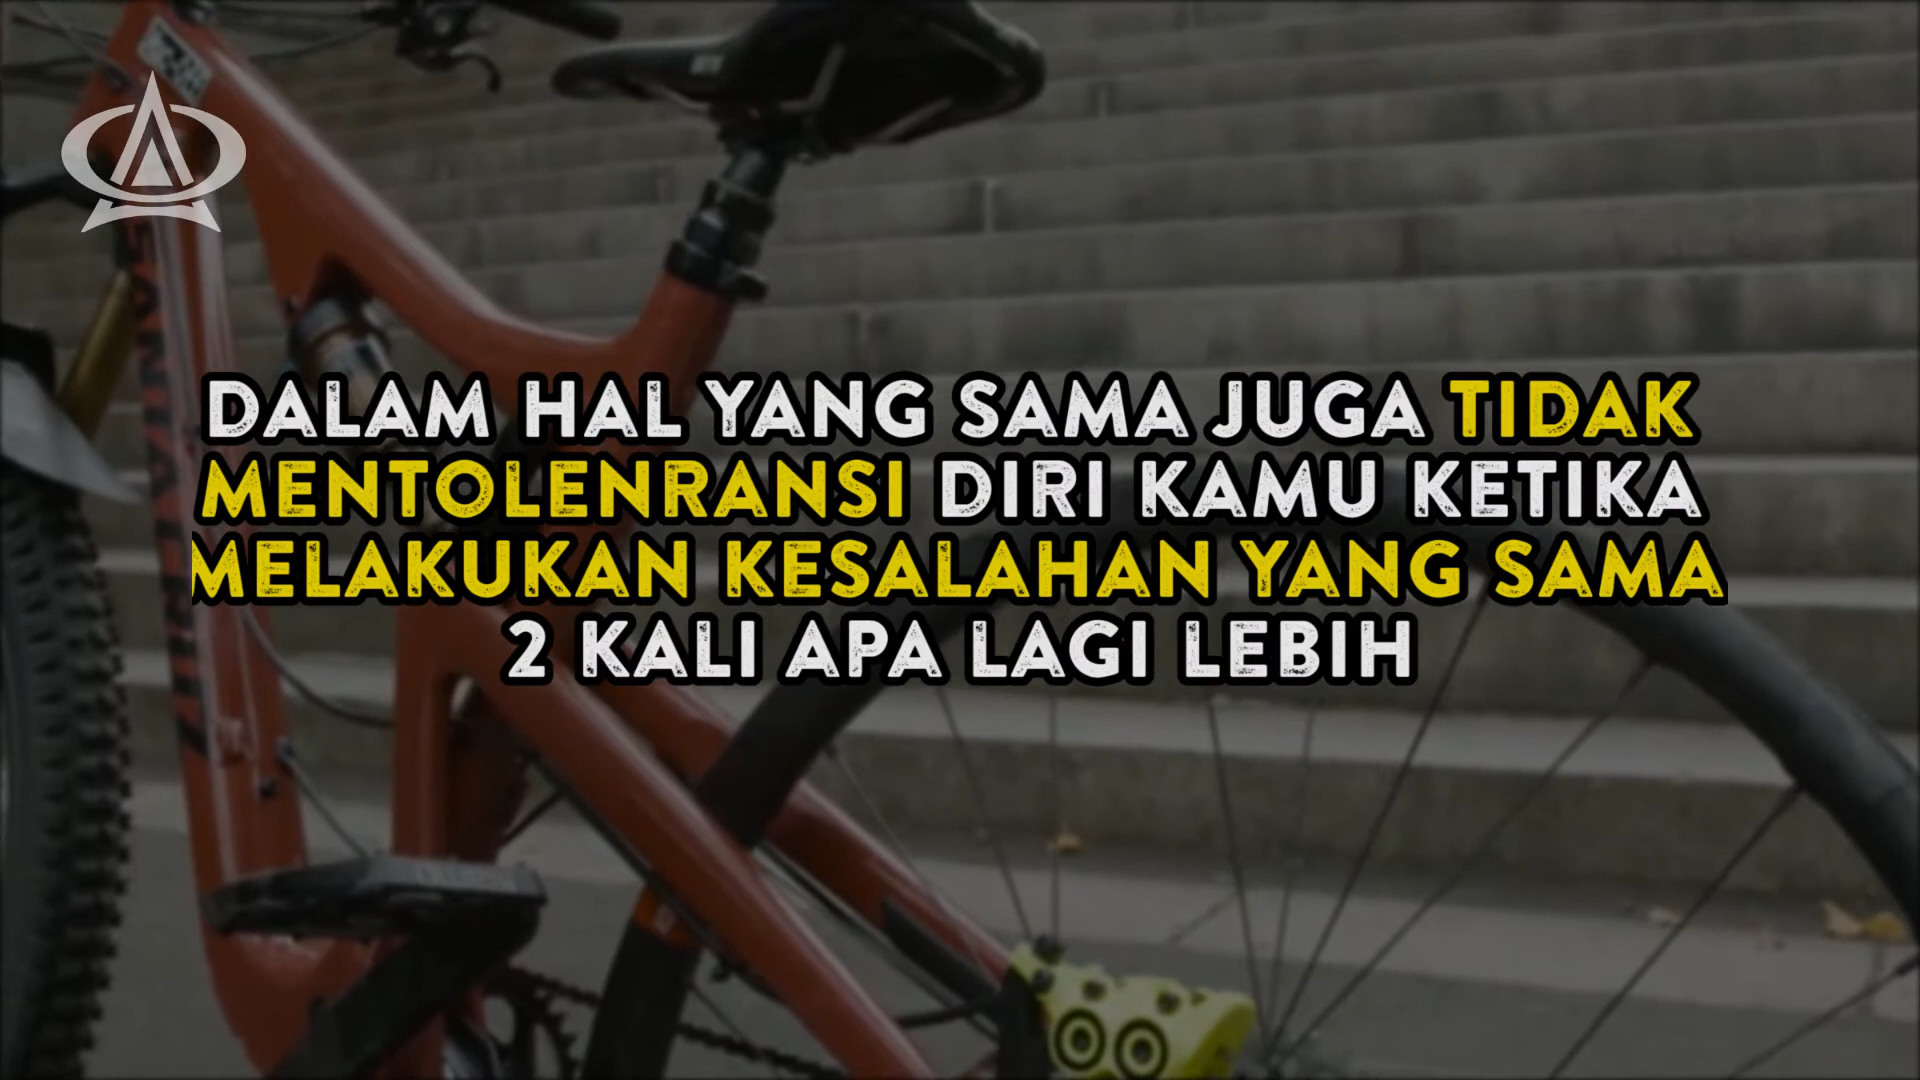 DALAM HAL YANG SAMA JUGA TIDAK
MENTOLENRANSI DIRI KAMU KETIKA
MELAKUKAN KESALAHAN YANG SAMA
2 KALI APA LAGI LEBIH